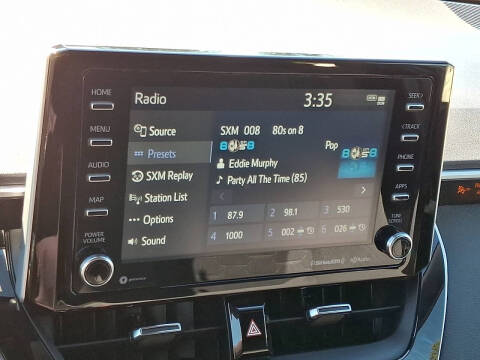 HOME
MENU
AUDIO
MAP
POWER
VOLUME
Radio
3:35
Source
Presets
SXM Replay
Station List
Options
Sound
SXM 008 80s on 8
Pop
Eddie Murphy
Party All The Time (85)
1 87.9 2 98.1 3 530
4 1000 5 002 6 026
SiriusXM
SEEK>
<TRACK
PHONE
APPS
TUNE
SCROLL